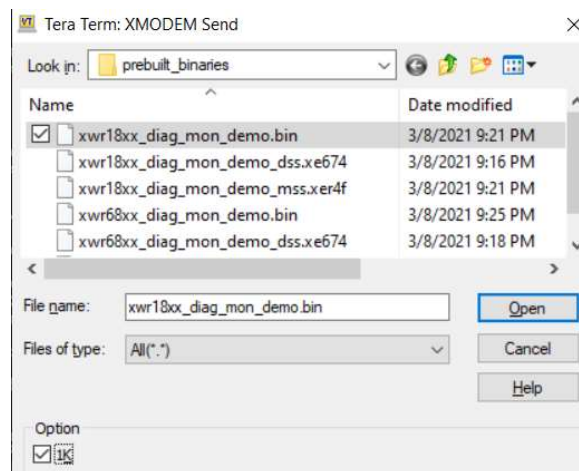 VT Tera Term: XMODEM Send
Look in: prebuilt_binaries
Name Date modified
xwr18xx_diag_mon_demo.bin 3/8/2021 9:21 PM
xwr18xx_diag_mon_demo_dss.xe674 3/8/2021 9:16 PM
xwr18xx_diag_mon_demo_mss.xer4f 3/8/2021 9:21 PM
xwr68xx_diag_mon_demo.bin 3/8/2021 9:25 PM
xwr68xx_diag_mon_demo_dss.xe674 3/8/2021 9:18 PM
File name: xwr18xx_diag_mon_demo.bin Open
Files of type: All(*.*) Cancel
Help
Option
1K